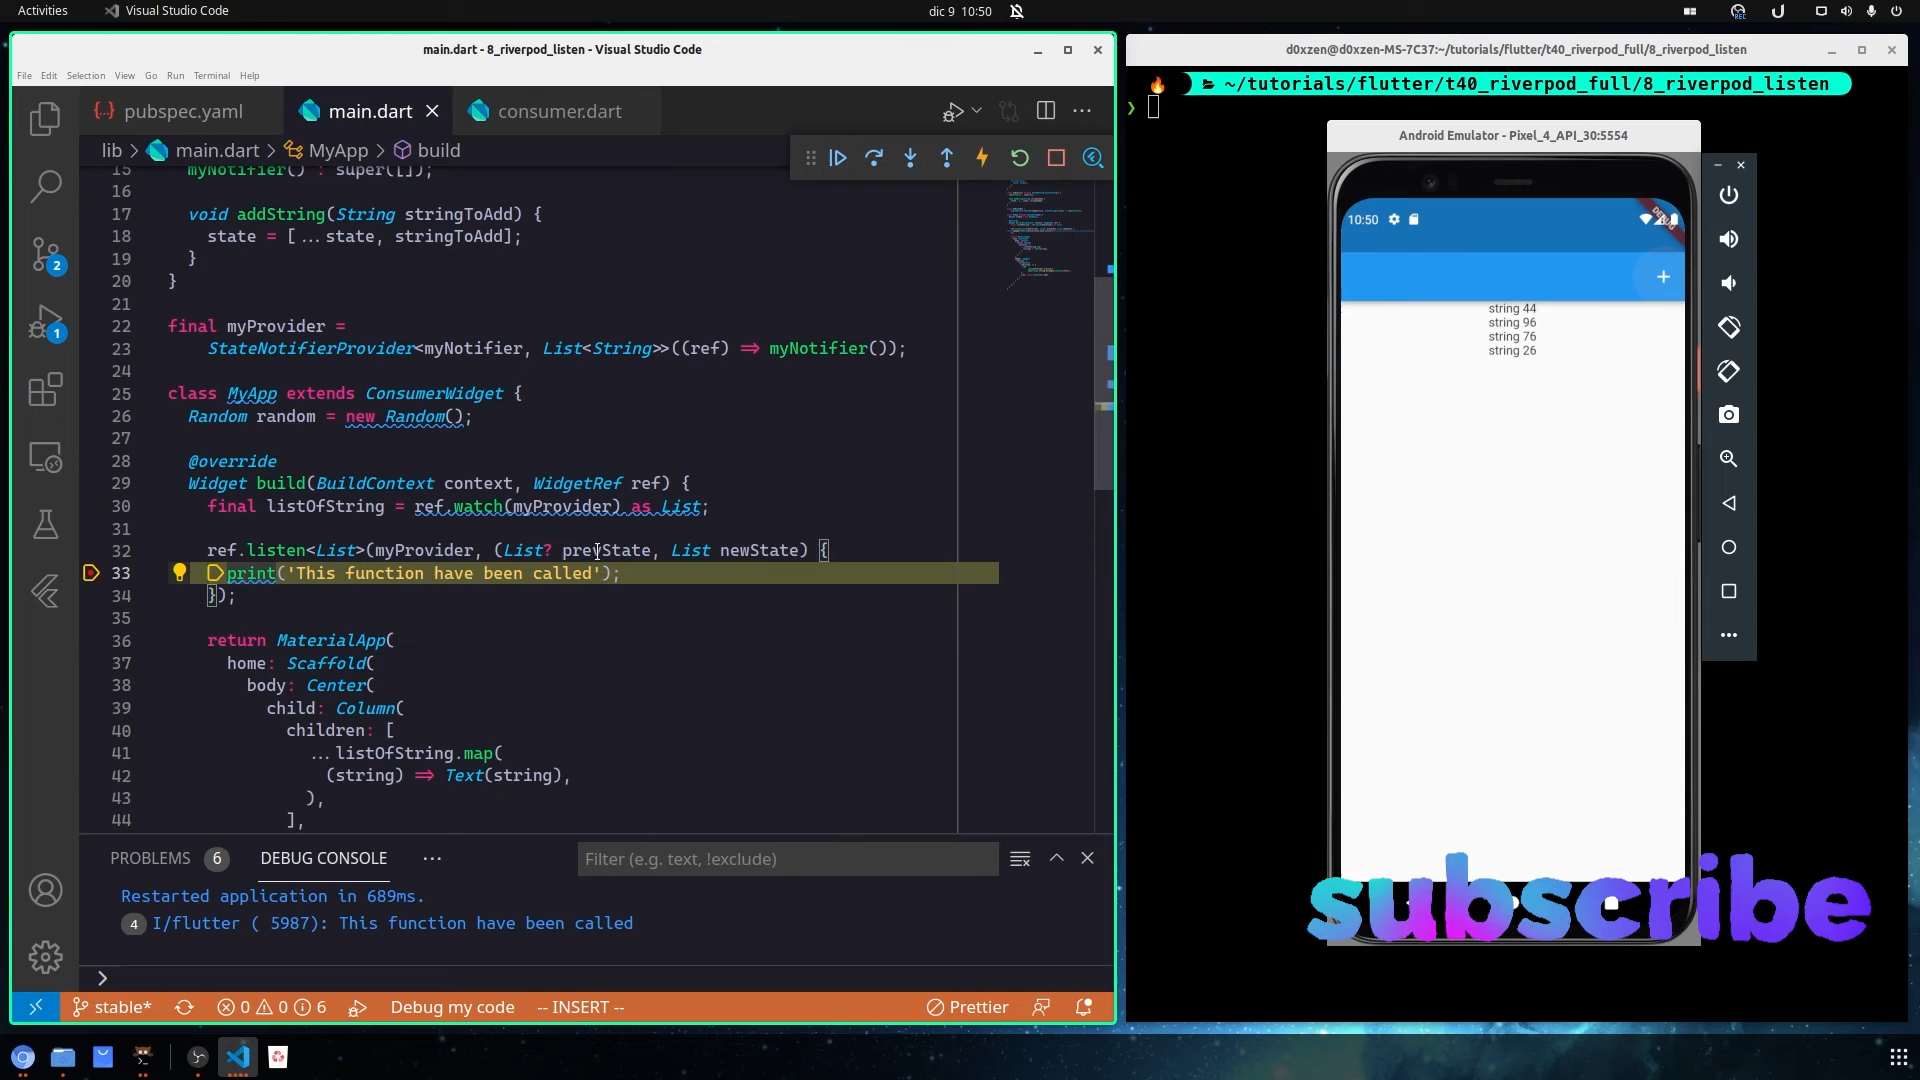 Activities
Visual Studio Code
dic 9 10:50
REC
main.dart - 8_riverpod_listen - Visual Studio Code
File Edit Selection View Go Run Terminal Help
pubspec.yaml
main.dart
consumer.dart
lib > main.dart > MyApp > build
15 myNotifier() : super([]);
16
17 void addString(String stringToAdd) {
18 state = [...state, stringToAdd];
19 }
20 }
21
22 final myProvider =
23 StateNotifierProvider<myNotifier, List<String>>((ref) => myNotifier());
24
25 class MyApp extends ConsumerWidget {
26 Random random = new Random();
27
28 @override
29 Widget build(BuildContext context, WidgetRef ref) {
30 final listOfString = ref.watch(myProvider) as List;
31
32 ref.listen<List>(myProvider, (List? prevState, List newState) {
33 print('This function have been called');
34 });
35
36 return MaterialApp(
37 home: Scaffold(
38 body: Center(
39 child: Column(
40 children: [
41 ...listOfString.map(
42 (string) => Text(string),
43 ),
44 ],
2
1
PROBLEMS 6 DEBUG CONSOLE
Filter (e.g. text, !exclude)
Restarted application in 689ms.
4 I/flutter ( 5987): This function have been called
>
stable* 0 0 6 Debug my code -- INSERT -- Prettier
d0xzen@d0xzen-MS-7C37:~/tutorials/flutter/t40_riverpod_full/8_riverpod_listen
~/tutorials/flutter/t40_riverpod_full/8_riverpod_listen
Android Emulator - Pixel_4_API_30:5554
10:50
DEBUG
string 44
string 96
string 76
string 26
subscribe